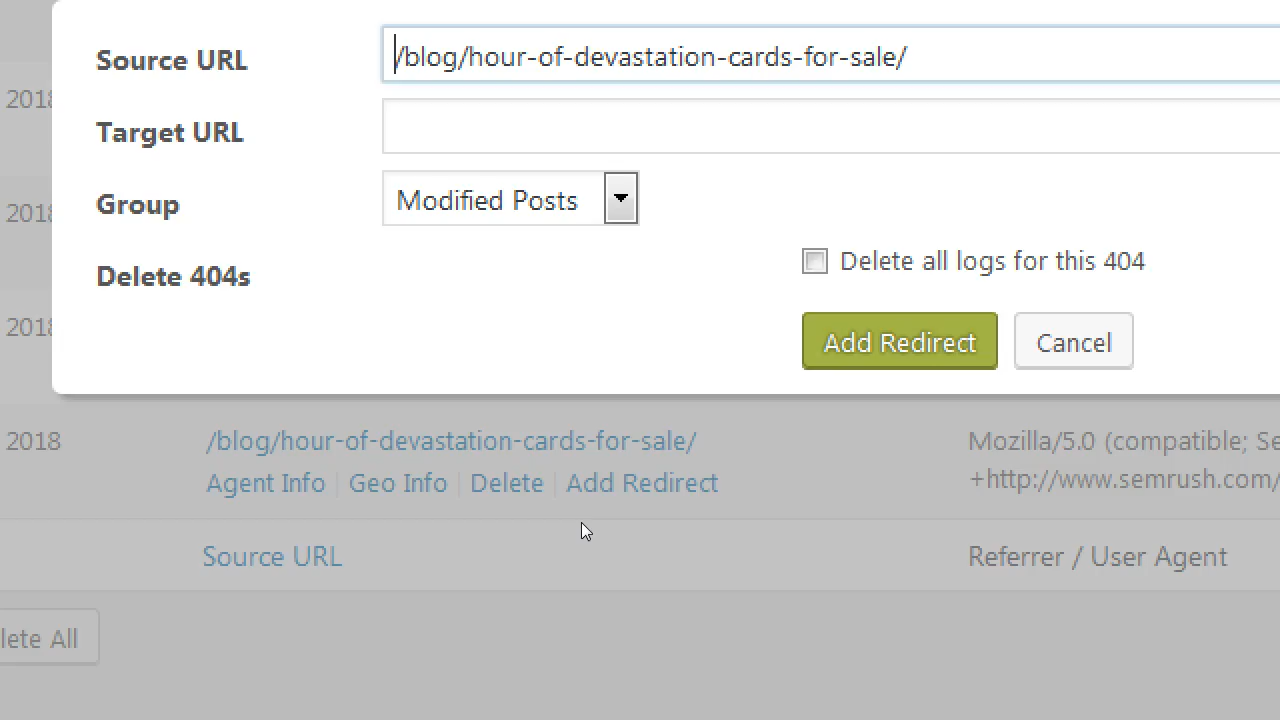 Source URL
/blog/hour-of-devastation-cards-for-sale/
2018
Target URL
2018
Group
Modified Posts
Delete 404s
Delete all logs for this 404
2018
Add Redirect
Cancel
2018
/blog/hour-of-devastation-cards-for-sale/
Mozilla/5.0 (compatible; Se
Agent Info | Geo Info | Delete | Add Redirect
+http://www.semrush.com/
Source URL
Referrer / User Agent
lete All